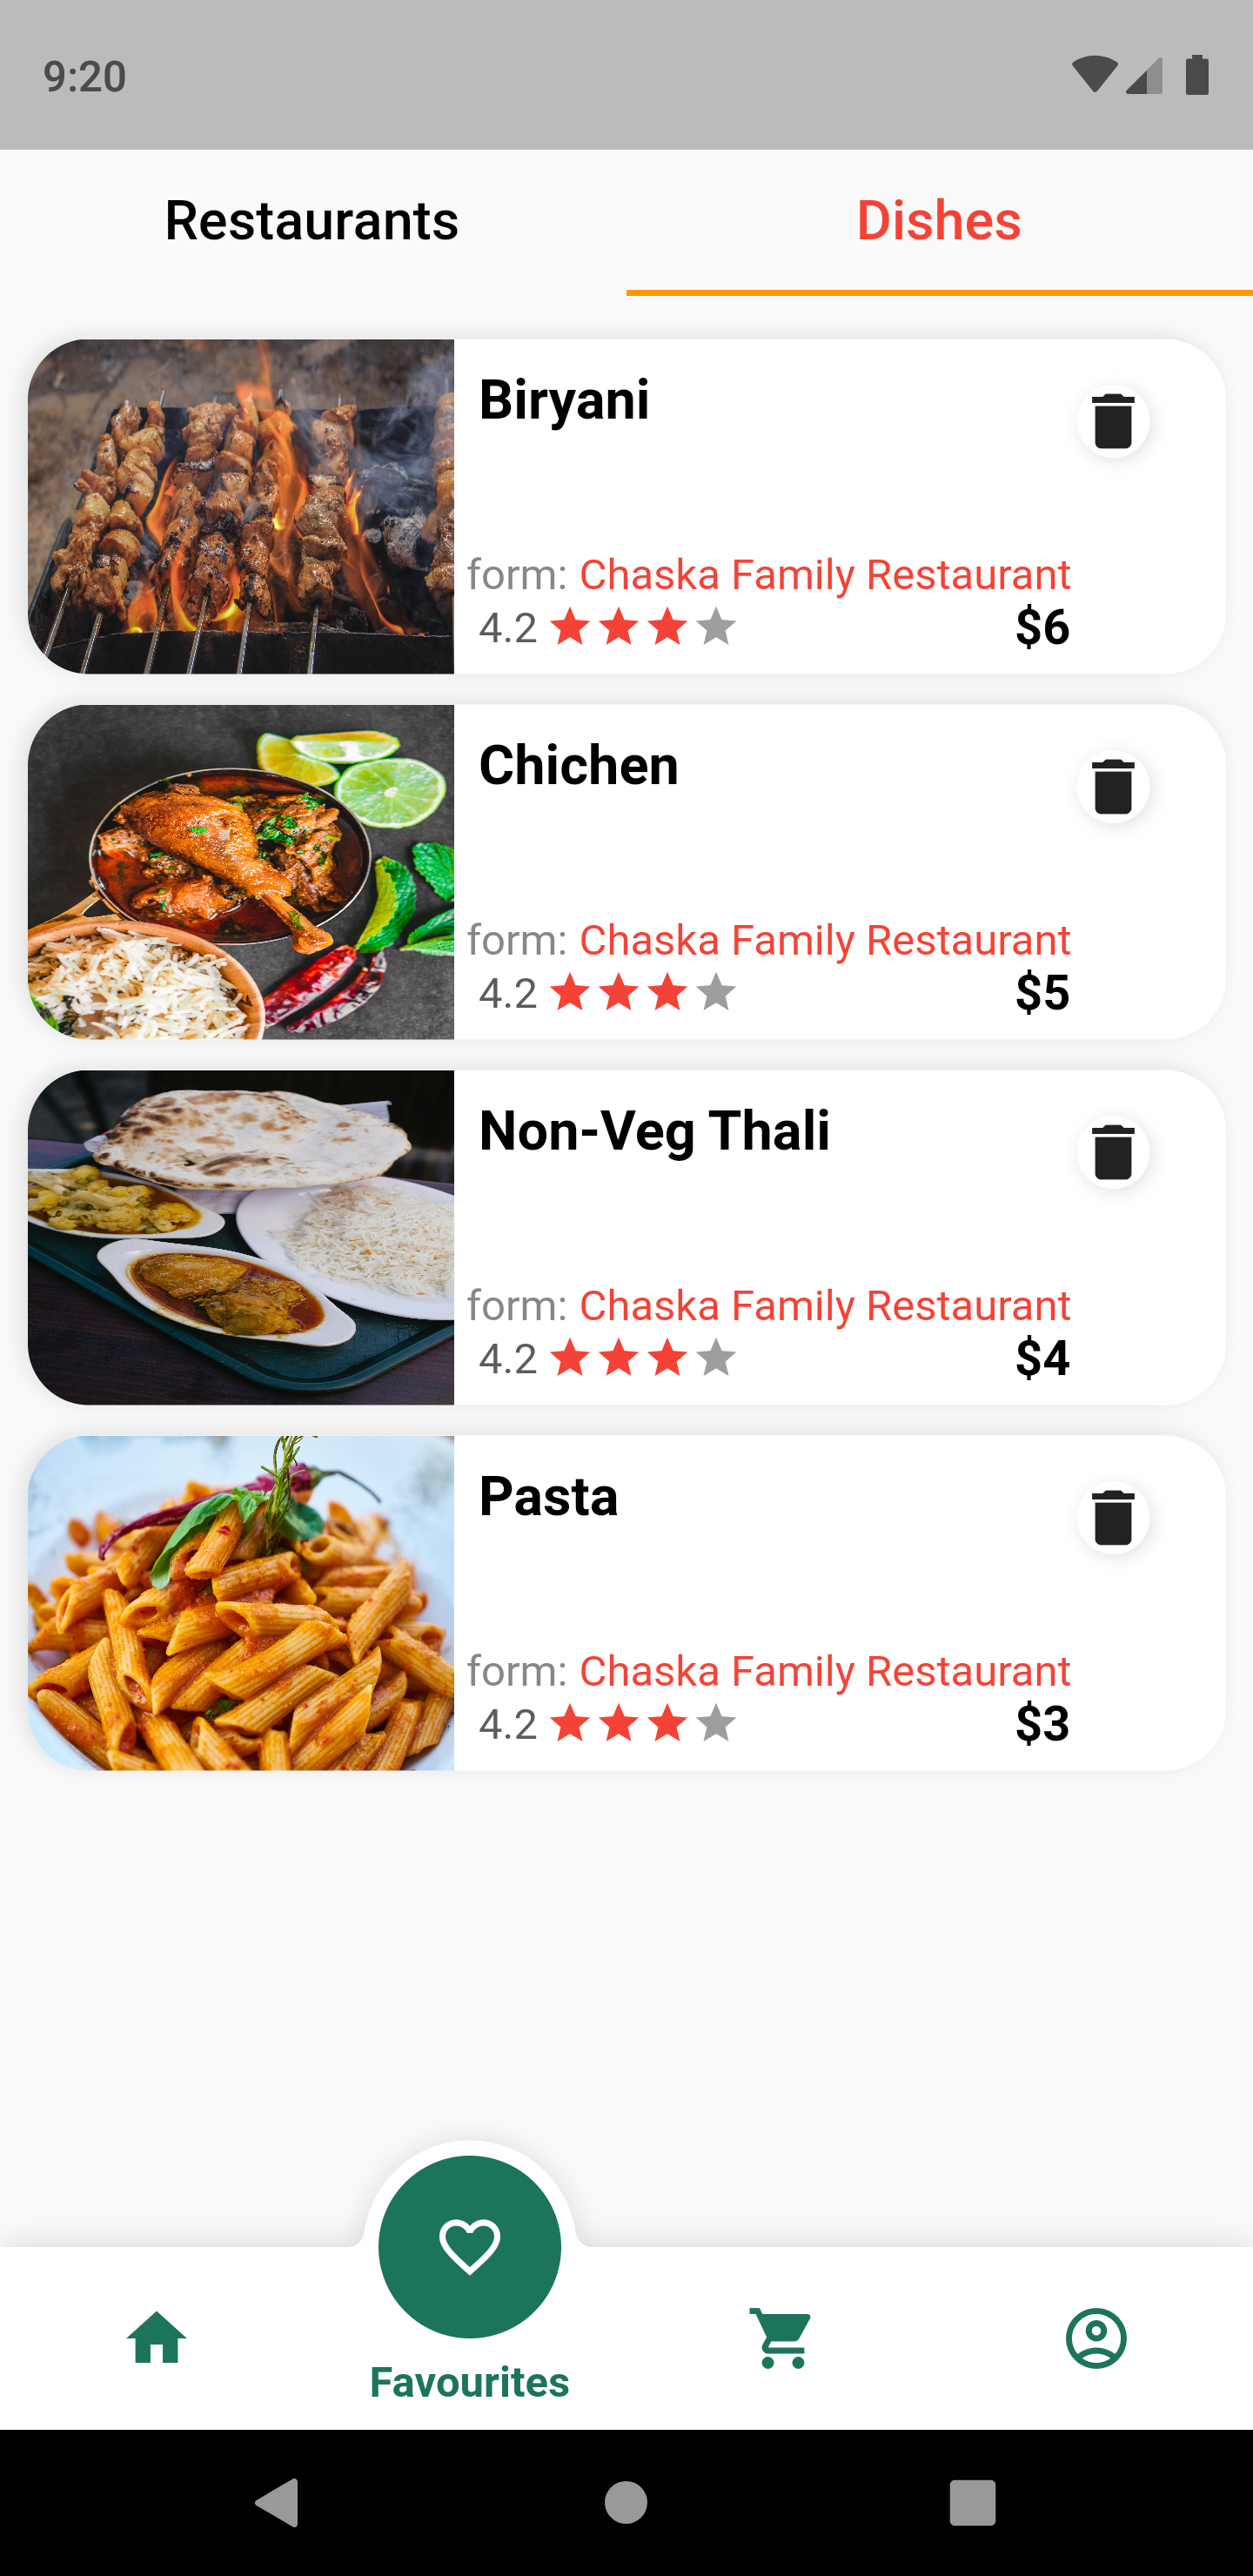 9:20
Restaurants Dishes
Biryani
form: Chaska Family Restaurant
4.2 $6
Chichen
form: Chaska Family Restaurant
4.2 $5
Non-Veg Thali
form: Chaska Family Restaurant
4.2 $4
Pasta
form: Chaska Family Restaurant
4.2 $3
Favourites